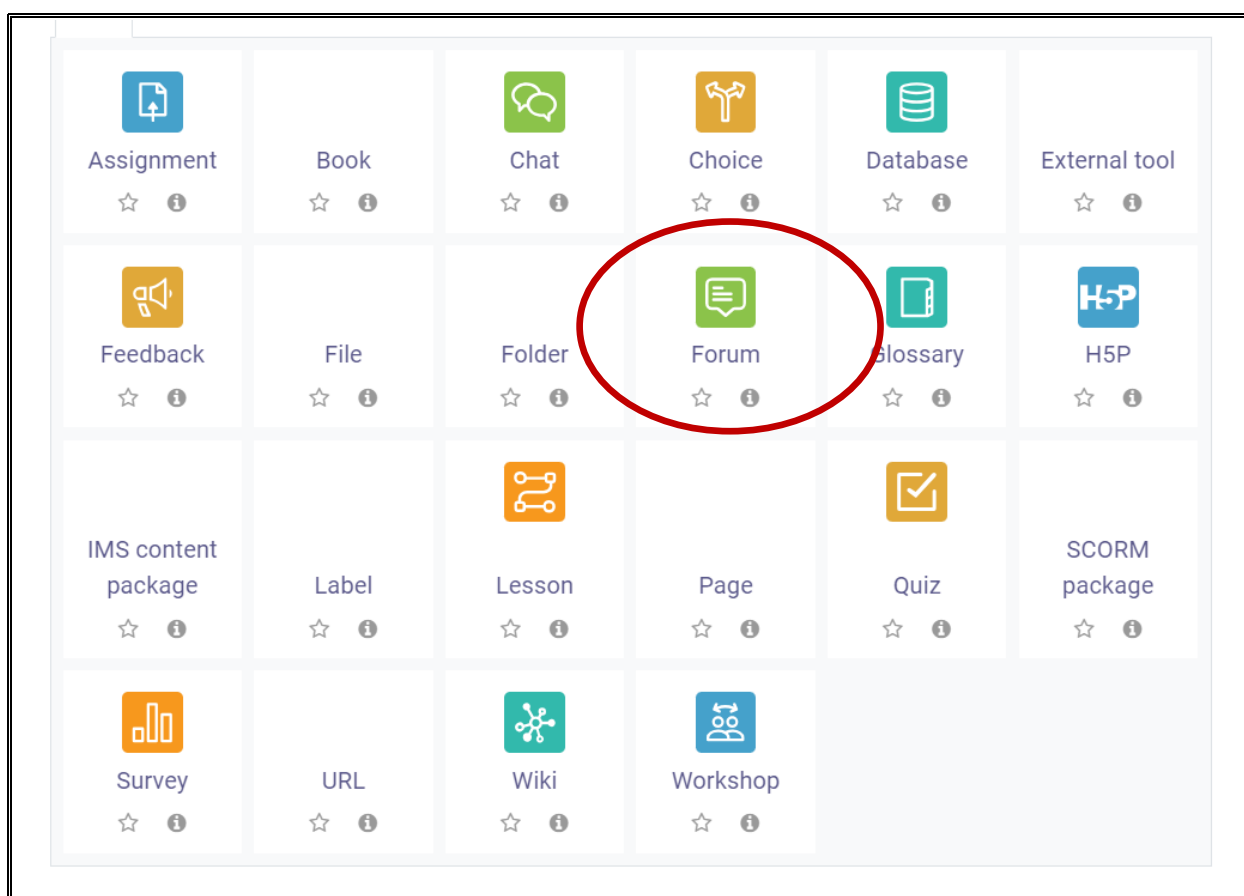 Assignment
Book
Chat
Choice
Database
External tool
Feedback
File
Folder
Forum
Glossary
H5P
H5P
IMS content
package
Label
Lesson
Page
Quiz
SCORM
package
Survey
URL
Wiki
Workshop